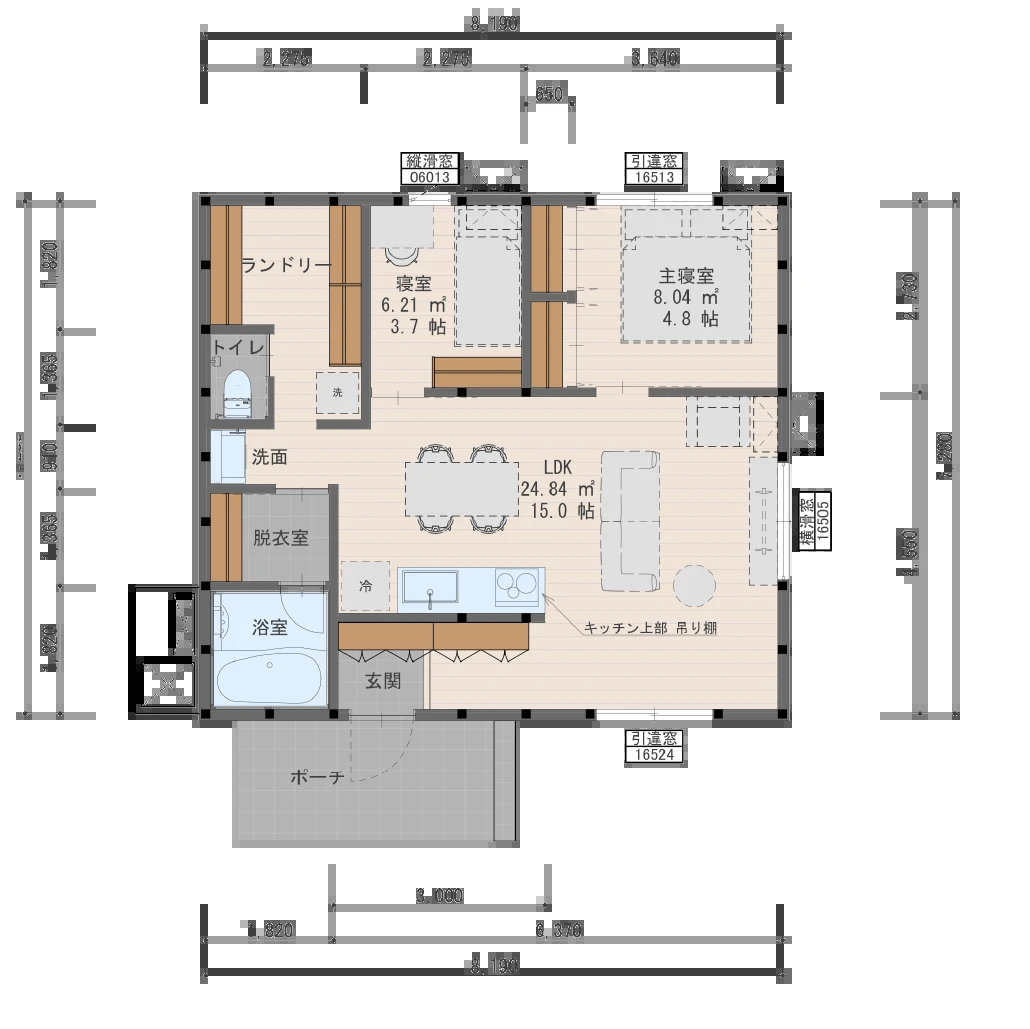 8,190
2,275
2,275
3,640
650
縦滑窓
06013
引違窓
16513
ランドリー
寝室
6.21 ㎡
3.7 帖
主寝室
8.04 ㎡
4.8 帖
トイレ
洗
洗面
LDK
24.84 ㎡
15.0 帖
脱衣室
冷
浴室
キッチン上部 吊り棚
玄関
ポーチ
横滑窓
16505
引違窓
16524
1,820
1,365
910
1,365
1,820
2,730
4,550
7,280
3,000
1,820
6,370
8,190